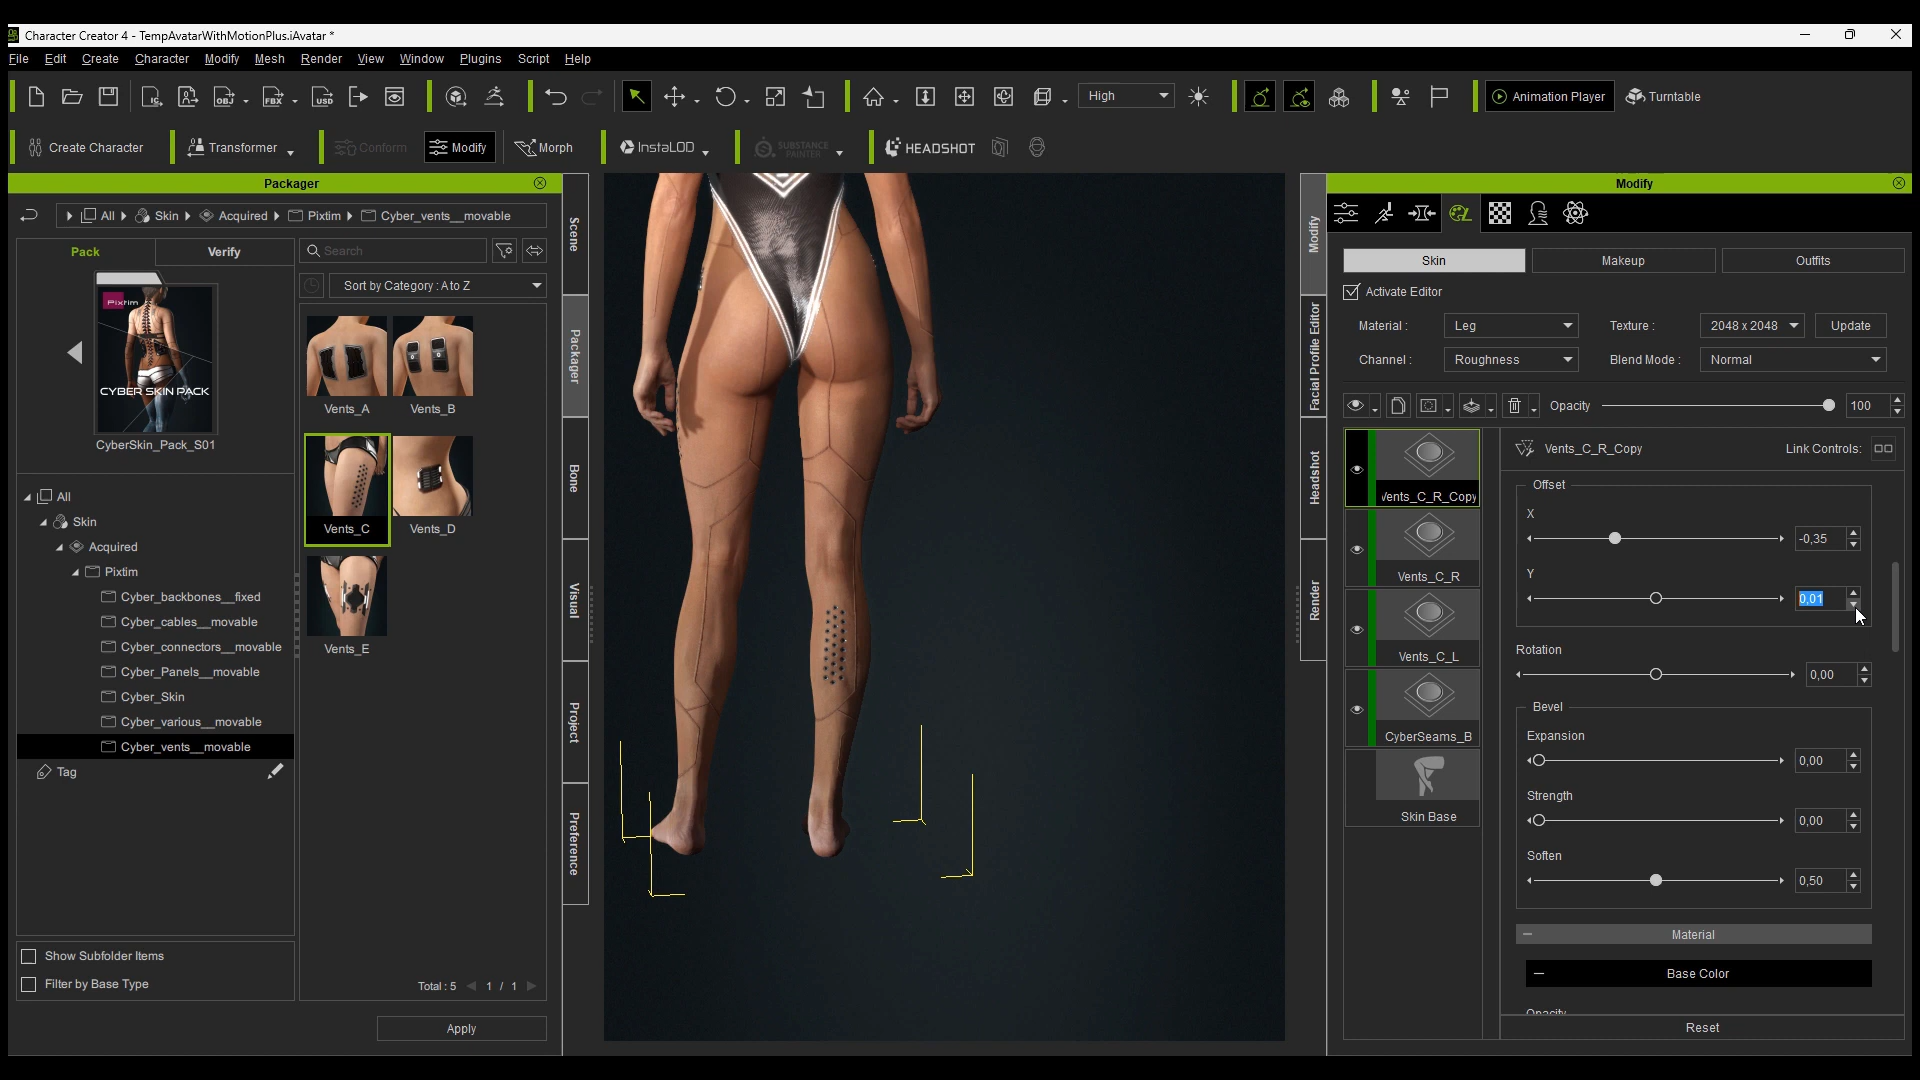 Character Creator 4 - TempAvatarWithMotionPlus.iAvatar *
File Edit Create Character Modify Mesh Render View Window Plugins Script Help
High Animation Player Turntable
Create Character Transformer Conform Modify Morph InstaLOD SUBSTANCE PAINTER HEADSHOT
Packager
All Skin Acquired Pixtim Cyber_vents__movable
Pack Verify
Search
Sort by Category : A to Z
Pixtim
CYBER SKIN PACK
CyberSkin_Pack_S01
Vents_A Vents_B
Vents_C Vents_D
Vents_E
All
Skin
Acquired
Pixtim
Cyber_backbones__fixed
Cyber_cables__movable
Cyber_connectors__movable
Cyber_Panels__movable
Cyber_Skin
Cyber_various__movable
Cyber_vents__movable
Tag
Show Subfolder Items
Filter by Base Type
Total : 5 1 / 1
Apply
Scene
Packager
Bone
Visual
Project
Preference
Modify
Facial Profile Editor
Headshot
Render
Modify
Skin Makeup Outfits
Activate Editor
Material : Leg Texture : 2048 x 2048 Update
Channel : Roughness Blend Mode : Normal
Opacity 100
Vents_C_R_Copy
Vents_C_R
Vents_C_L
CyberSeams_B
Skin Base
Vents_C_R_Copy Link Controls:
Offset
X
-0,35
Y
0,01
Rotation
0,00
Bevel
Expansion
0,00
Strength
0,00
Soften
0,50
Material
Base Color
Opacity
Reset